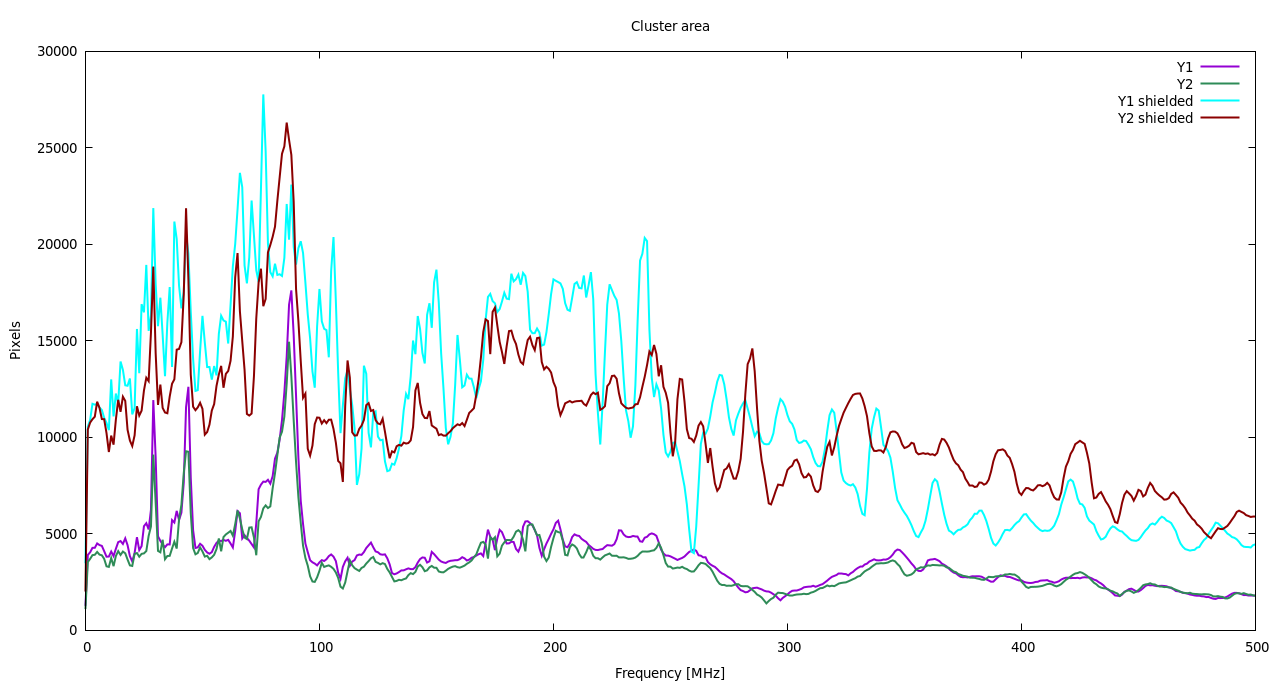 Cluster area
30000
25000
20000
15000
10000
5000
0
Pixels
Y1
Y2
Y1 shielded
Y2 shielded
0 100 200 300 400 500
Frequency [MHz]